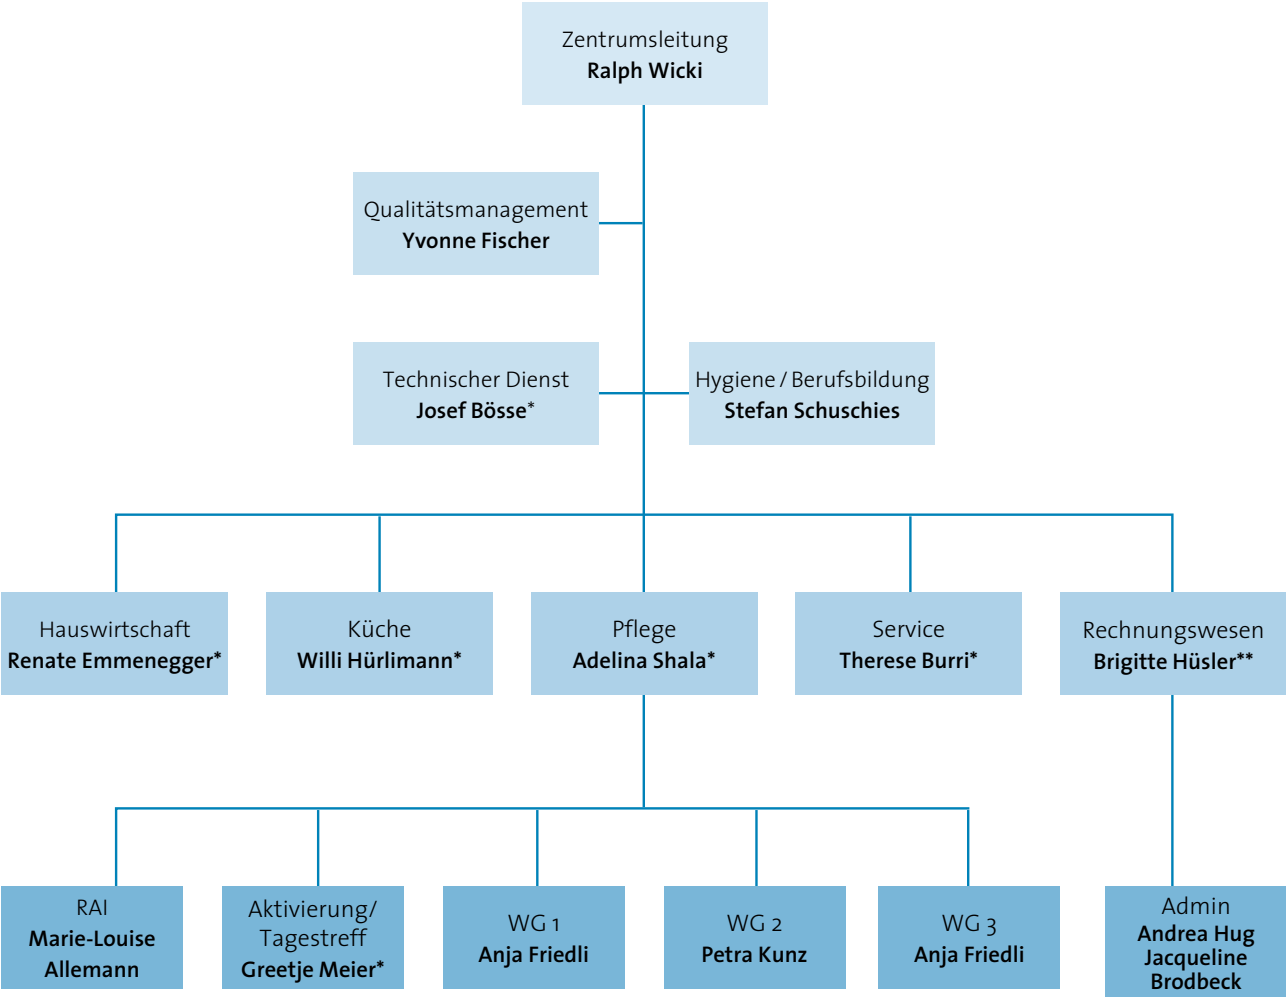 Zentrumsleitung
Ralph Wicki
Qualitätsmanagement
Yvonne Fischer
Technischer Dienst
Josef Bösse*
Hygiene / Berufsbildung
Stefan Schuschies
Hauswirtschaft
Renate Emmenegger*
Küche
Willi Hürlimann*
Pflege
Adelina Shala*
Service
Therese Burri*
Rechnungswesen
Brigitte Hüsler**
RAI
Marie-Louise
Allemann
Aktivierung/
Tagestreff
Greetje Meier*
WG 1
Anja Friedli
WG 2
Petra Kunz
WG 3
Anja Friedli
Admin
Andrea Hug
Jacqueline
Brodbeck